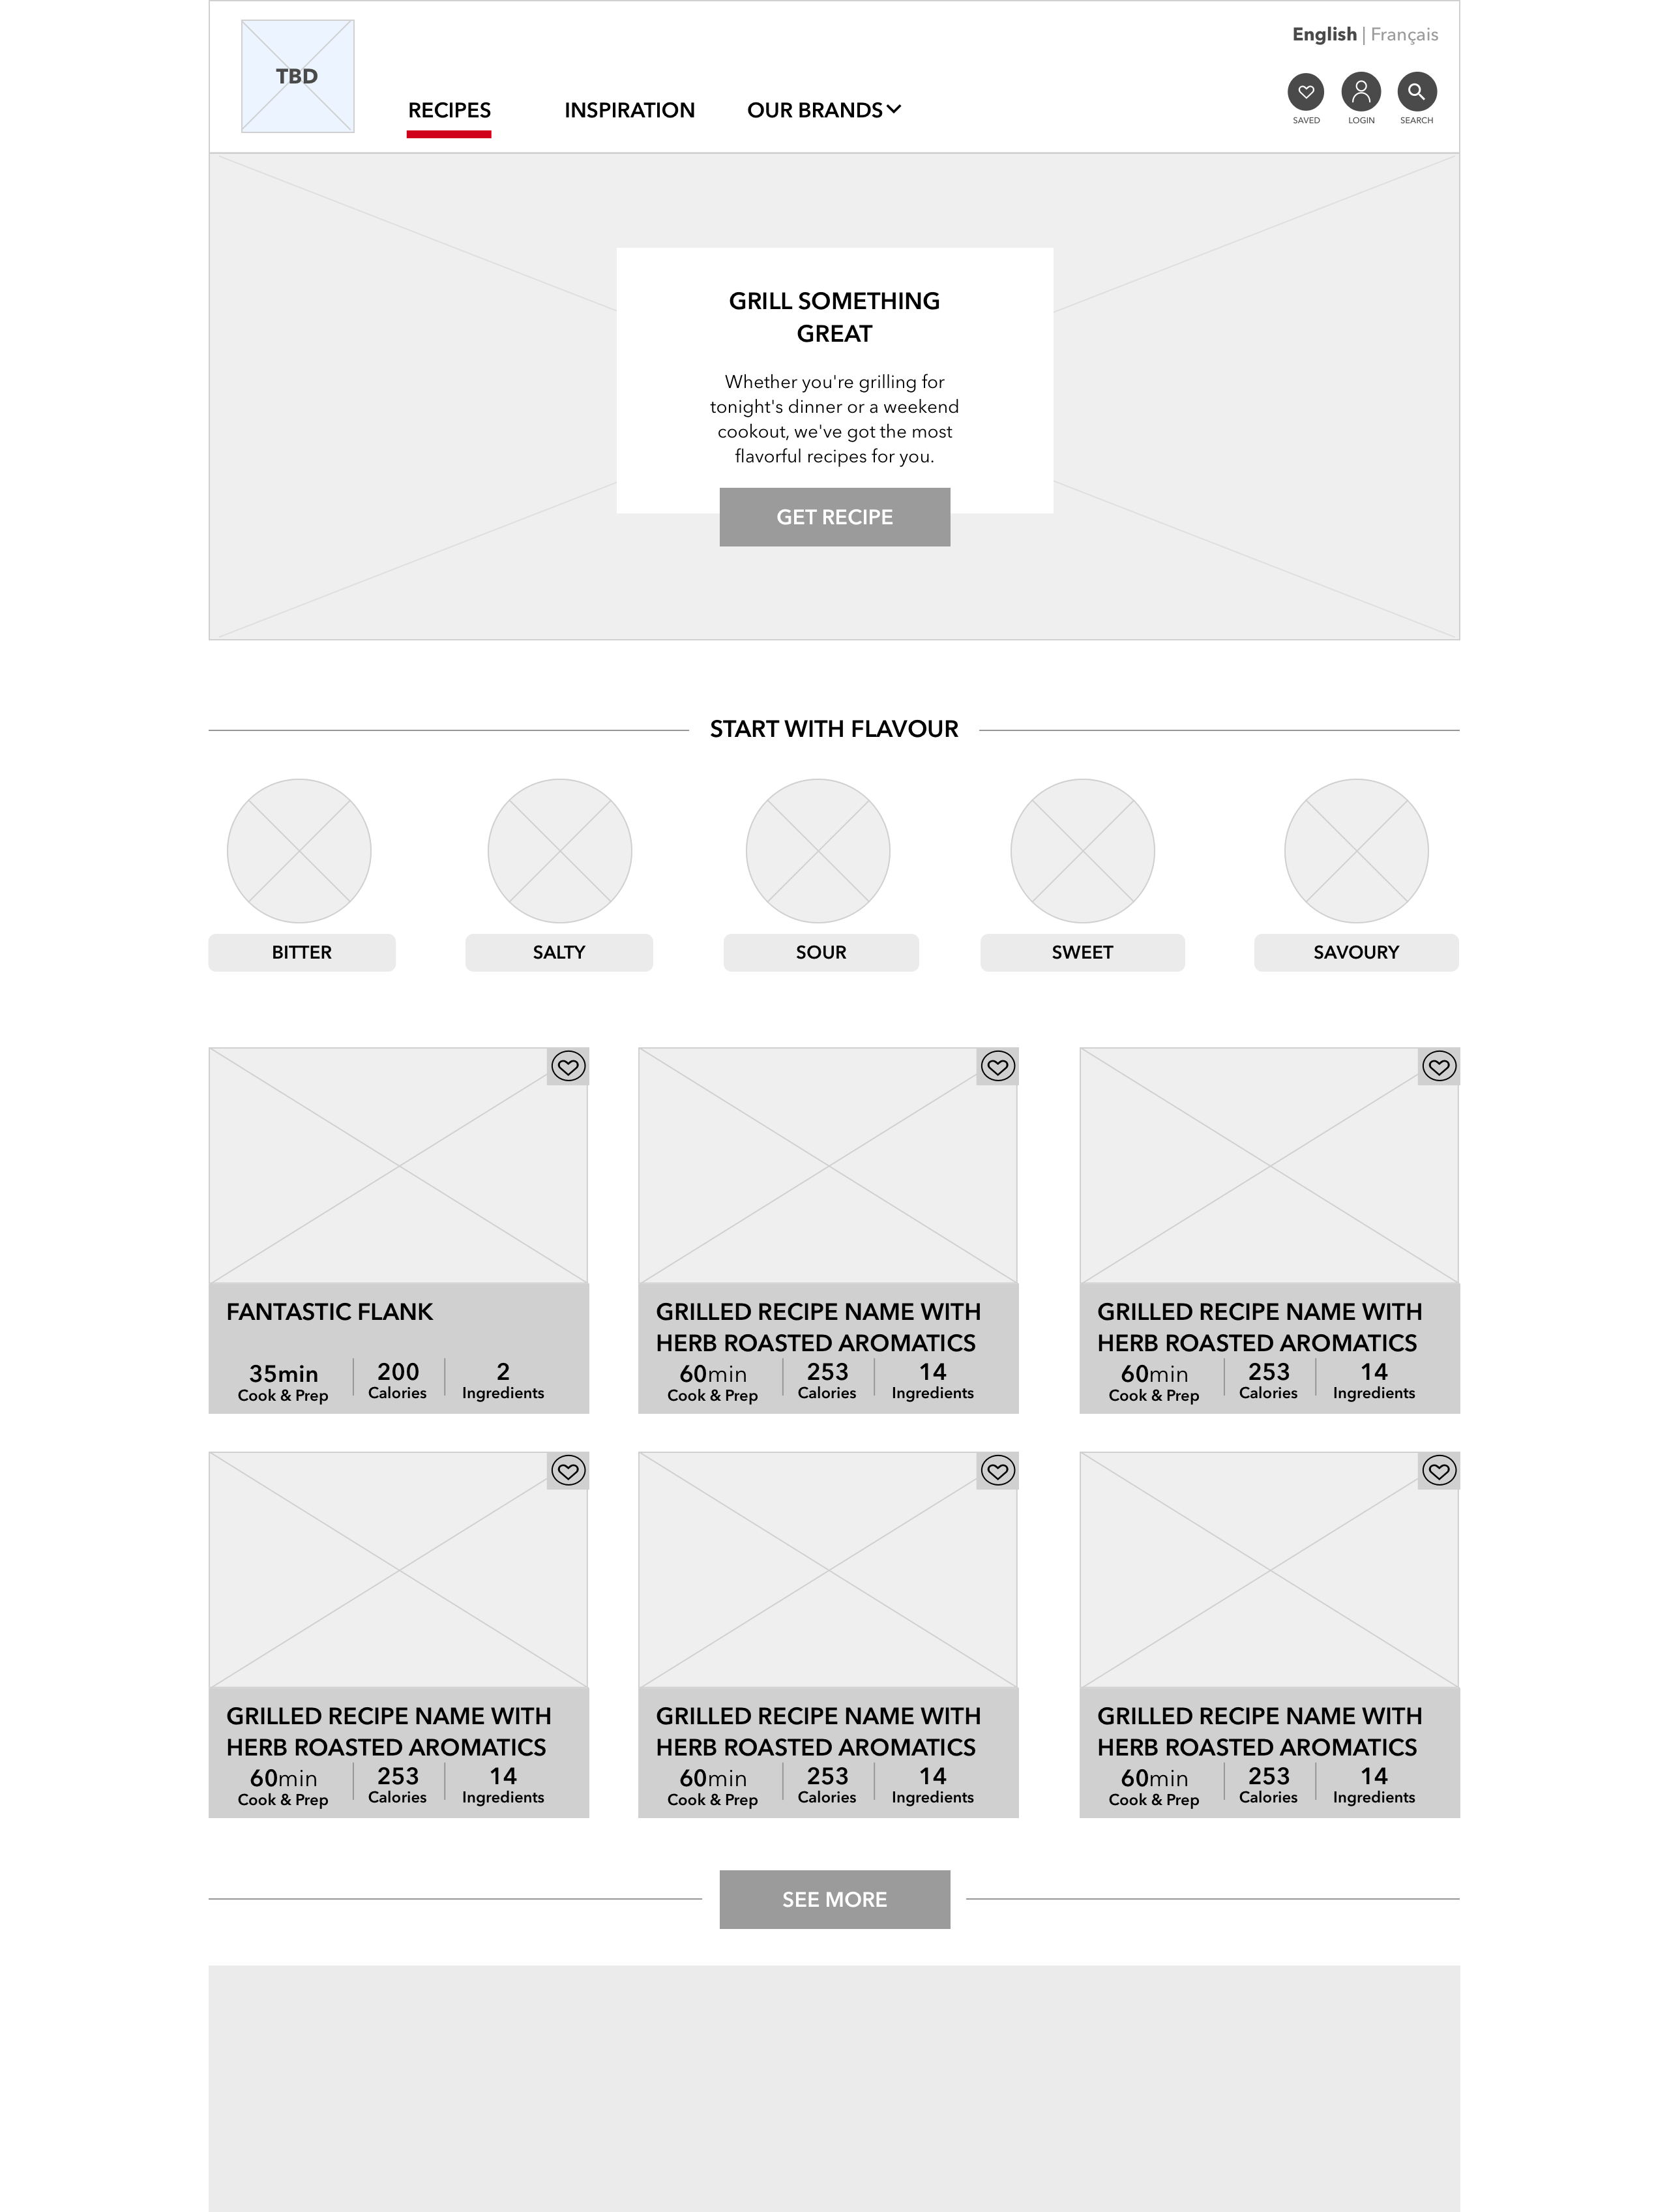 English | Français
TBD
RECIPES INSPIRATION OUR BRANDS
SAVED LOGIN SEARCH
GRILL SOMETHING
GREAT
Whether you're grilling for
tonight's dinner or a weekend
cookout, we've got the most
flavorful recipes for you.
GET RECIPE
START WITH FLAVOUR
BITTER SALTY SOUR SWEET SAVOURY
FANTASTIC FLANK
35min 200 2
Cook & Prep Calories Ingredients
GRILLED RECIPE NAME WITH
HERB ROASTED AROMATICS
60min 253 14
Cook & Prep Calories Ingredients
GRILLED RECIPE NAME WITH
HERB ROASTED AROMATICS
60min 253 14
Cook & Prep Calories Ingredients
GRILLED RECIPE NAME WITH
HERB ROASTED AROMATICS
60min 253 14
Cook & Prep Calories Ingredients
GRILLED RECIPE NAME WITH
HERB ROASTED AROMATICS
60min 253 14
Cook & Prep Calories Ingredients
GRILLED RECIPE NAME WITH
HERB ROASTED AROMATICS
60min 253 14
Cook & Prep Calories Ingredients
SEE MORE